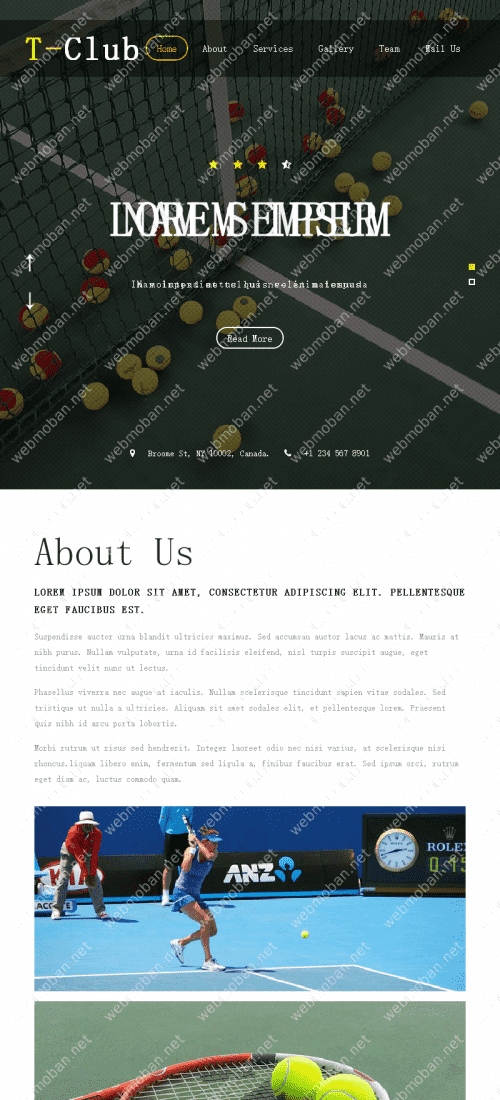 T-Club
Home About Services Gallery Team Mail Us
Read More
Broome St, NY 10002, Canada. +1 234 567 8901
About Us
LOREM IPSUM DOLOR SIT AMET, CONSECTETUR ADIPISCING ELIT. PELLENTESQUE
EGET FAUCIBUS EST.
Suspendisse auctor urna blandit ultricies maximus. Sed accumsan auctor lacus ac mattis. Mauris at
nibh purus. Nullam vulputate, urna id facilisis eleifend, nisl turpis suscipit augue, eget
tincidunt velit nunc ut lectus.
Phasellus viverra nec augue at iaculis. Nullam scelerisque tincidunt sapien vitae sodales. Sed
tristique ut nulla a ultricies. Aliquam sit amet sodales elit, et pellentesque lorem. Praesent
quis nibh id arcu porta lobortis.
Morbi rutrum ut risus sed hendrerit. Integer laoreet odio nec nisi varius, at scelerisque nisi
rhoncus.liquam libero enim, fermentum sed ligula a, finibus faucibus erat. Sed ipsum orci, rutrum
eget diam ac, luctus commodo quam.
ANZ
ROLEX
webmoban.net